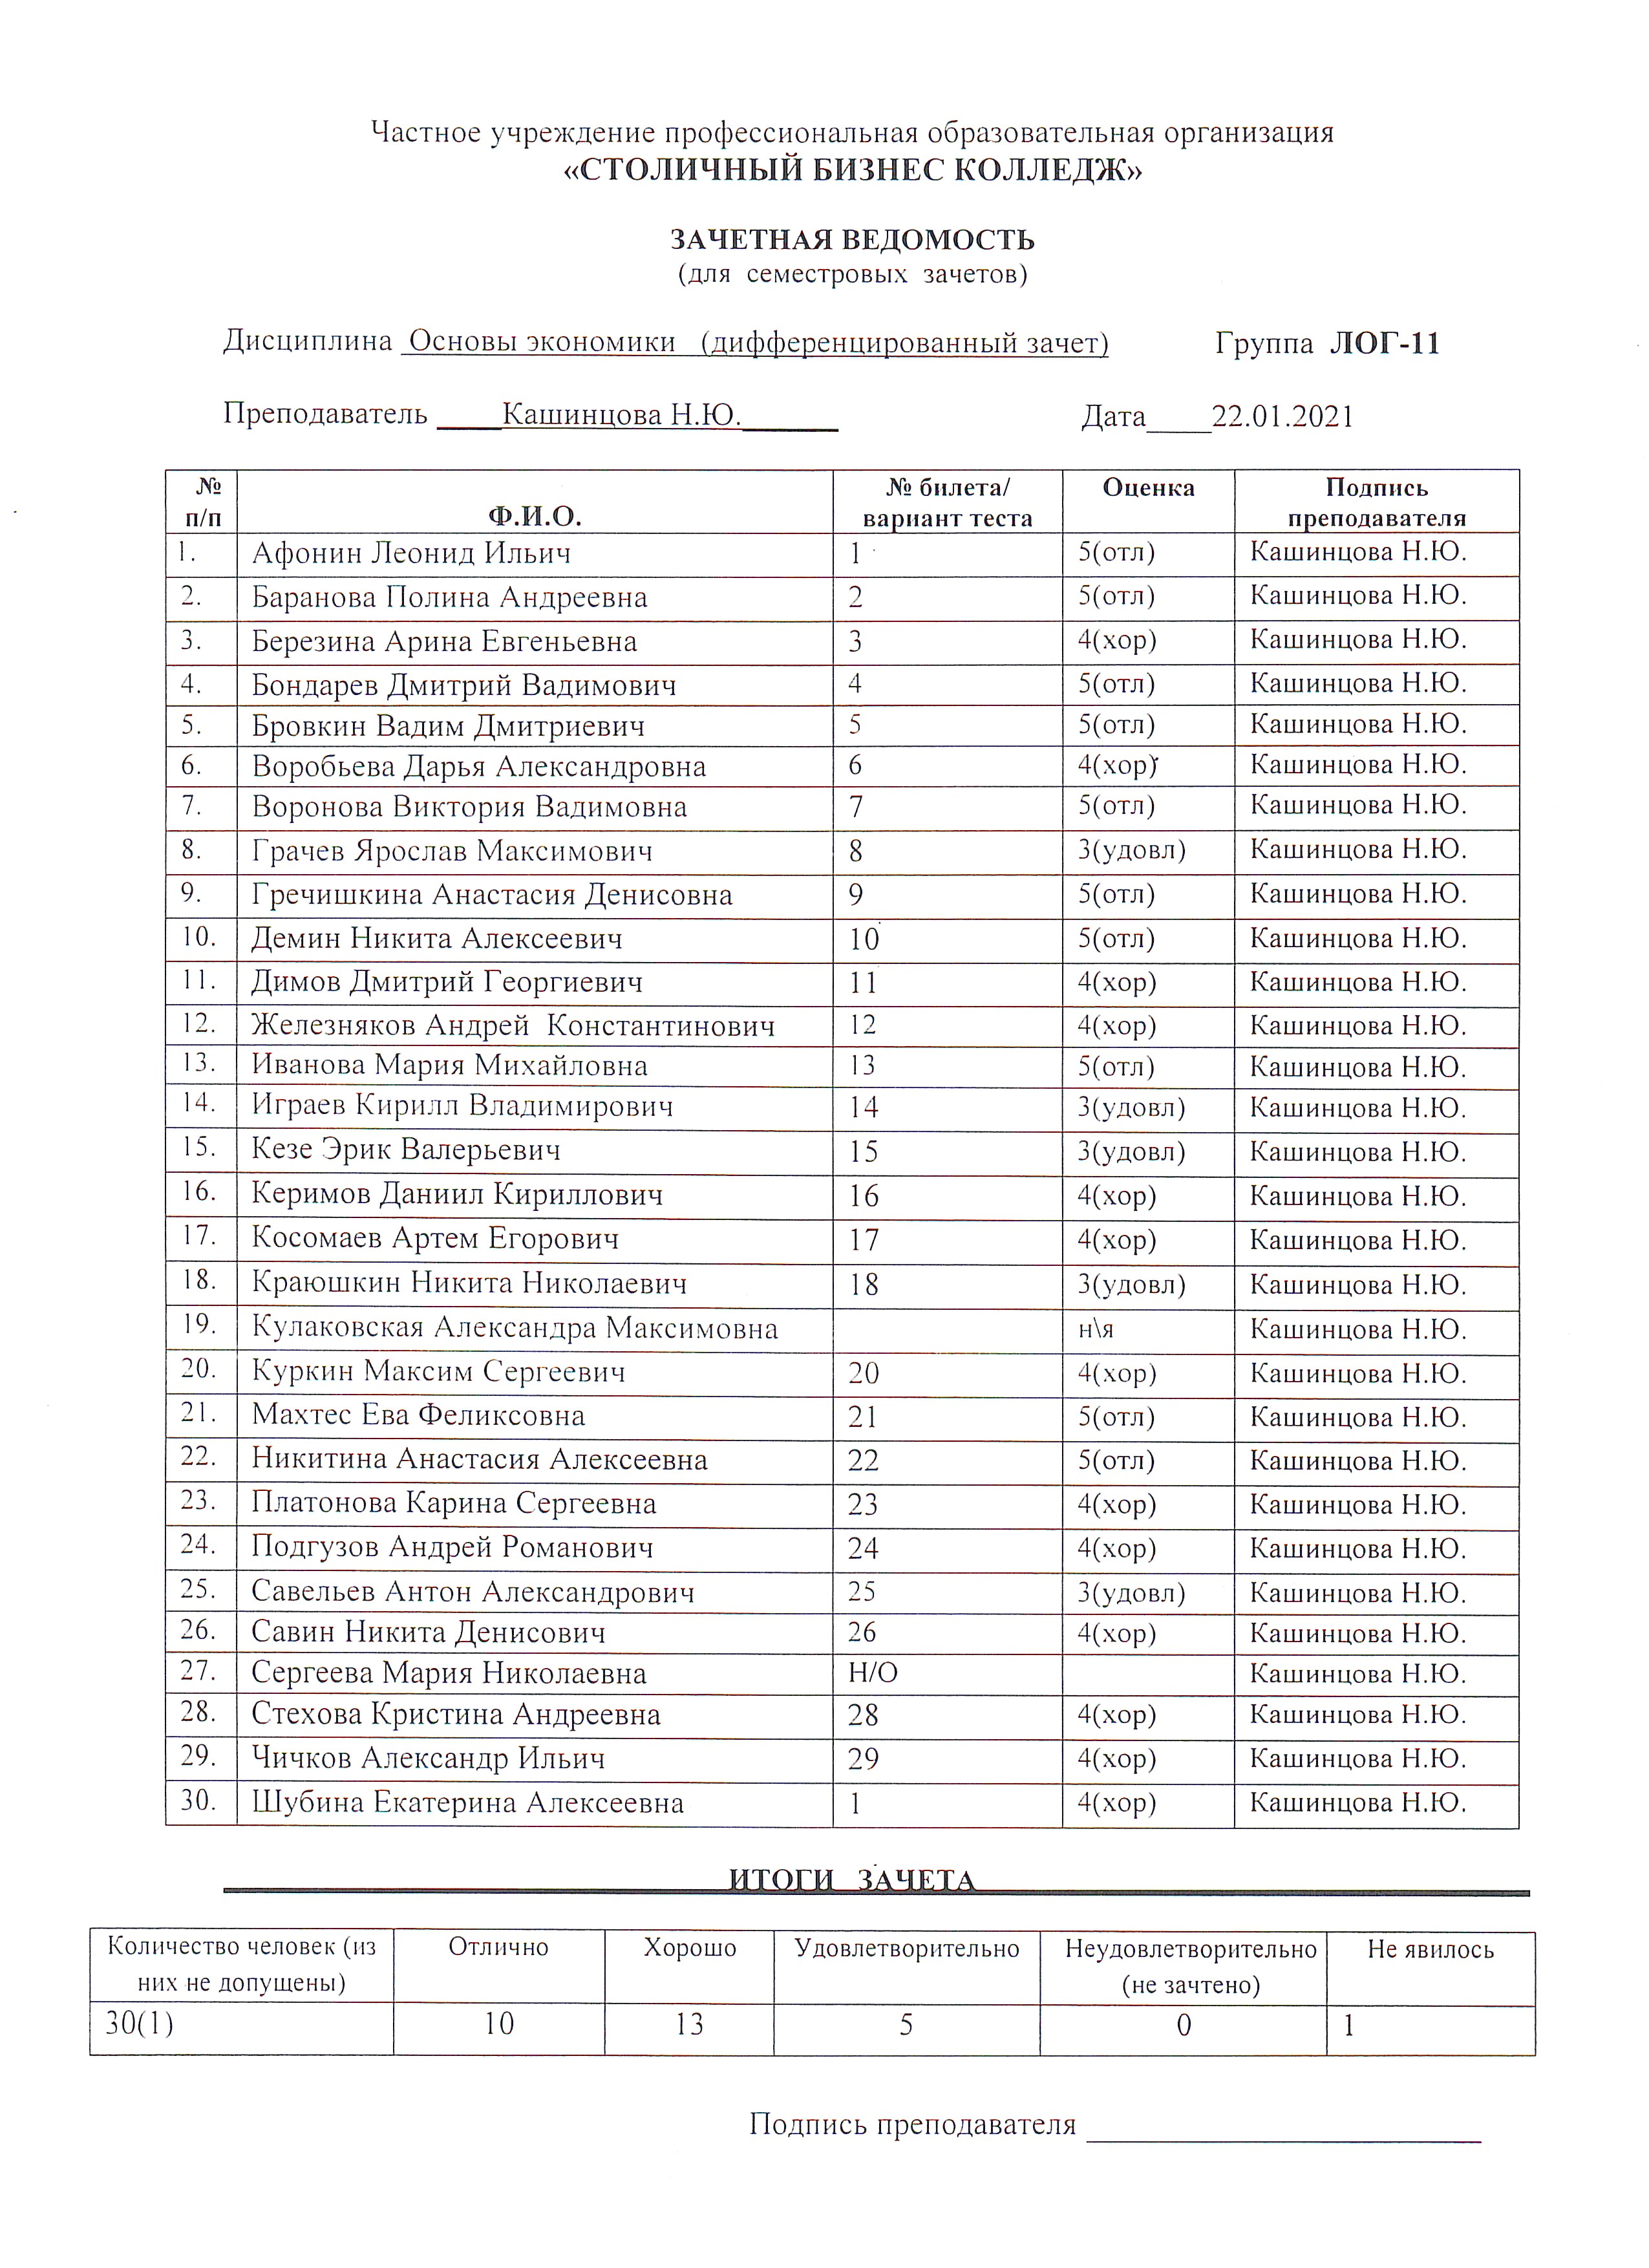 Частное учреждение профессиональная образовательная организация
«СТОЛИЧНЫЙ БИЗНЕС КОЛЛЕДЖ»
ЗАЧЕТНАЯ ВЕДОМОСТЬ
(для семестровых зачетов)
Дисциплина Основы экономики (дифференцированный зачет) Группа ЛОГ-11
Преподаватель ____Кашинцова Н.Ю.______ Дата____22.01.2021
№ п/п Ф.И.О. № билета/ вариант теста Оценка Подпись преподавателя
1. Афонин Леонид Ильич 1 5(отл) Кашинцова Н.Ю.
2. Баранова Полина Андреевна 2 5(отл) Кашинцова Н.Ю.
3. Березина Арина Евгеньевна 3 4(хор) Кашинцова Н.Ю.
4. Бондарев Дмитрий Вадимович 4 5(отл) Кашинцова Н.Ю.
5. Бровкин Вадим Дмитриевич 5 5(отл) Кашинцова Н.Ю.
6. Воробьева Дарья Александровна 6 4(хор) Кашинцова Н.Ю.
7. Воронова Виктория Вадимовна 7 5(отл) Кашинцова Н.Ю.
8. Грачев Ярослав Максимович 8 3(удовл) Кашинцова Н.Ю.
9. Гречишкина Анастасия Денисовна 9 5(отл) Кашинцова Н.Ю.
10. Демин Никита Алексеевич 10 5(отл) Кашинцова Н.Ю.
11. Димов Дмитрий Георгиевич 11 4(хор) Кашинцова Н.Ю.
12. Железняков Андрей Константинович 12 4(хор) Кашинцова Н.Ю.
13. Иванова Мария Михайловна 13 5(отл) Кашинцова Н.Ю.
14. Играев Кирилл Владимирович 14 3(удовл) Кашинцова Н.Ю.
15. Кезе Эрик Валерьевич 15 3(удовл) Кашинцова Н.Ю.
16. Керимов Даниил Кириллович 16 4(хор) Кашинцова Н.Ю.
17. Косомаев Артем Егорович 17 4(хор) Кашинцова Н.Ю.
18. Краюшкин Никита Николаевич 18 3(удовл) Кашинцова Н.Ю.
19. Кулаковская Александра Максимовна н\я Кашинцова Н.Ю.
20. Куркин Максим Сергеевич 20 4(хор) Кашинцова Н.Ю.
21. Махтес Ева Феликсовна 21 5(отл) Кашинцова Н.Ю.
22. Никитина Анастасия Алексеевна 22 5(отл) Кашинцова Н.Ю.
23. Платонова Карина Сергеевна 23 4(хор) Кашинцова Н.Ю.
24. Подгузов Андрей Романович 24 4(хор) Кашинцова Н.Ю.
25. Савельев Антон Александрович 25 3(удовл) Кашинцова Н.Ю.
26. Савин Никита Денисович 26 4(хор) Кашинцова Н.Ю.
27. Сергеева Мария Николаевна Н/О Кашинцова Н.Ю.
28. Стехова Кристина Андреевна 28 4(хор) Кашинцова Н.Ю.
29. Чичков Александр Ильич 29 4(хор) Кашинцова Н.Ю.
30. Шубина Екатерина Алексеевна 1 4(хор) Кашинцова Н.Ю.
ИТОГИ ЗАЧЕТА
Количество человек (из них не допущены) Отлично Хорошо Удовлетворительно Неудовлетворительно (не зачтено) Не явилось
30(1) 10 13 5 0 1
Подпись преподавателя